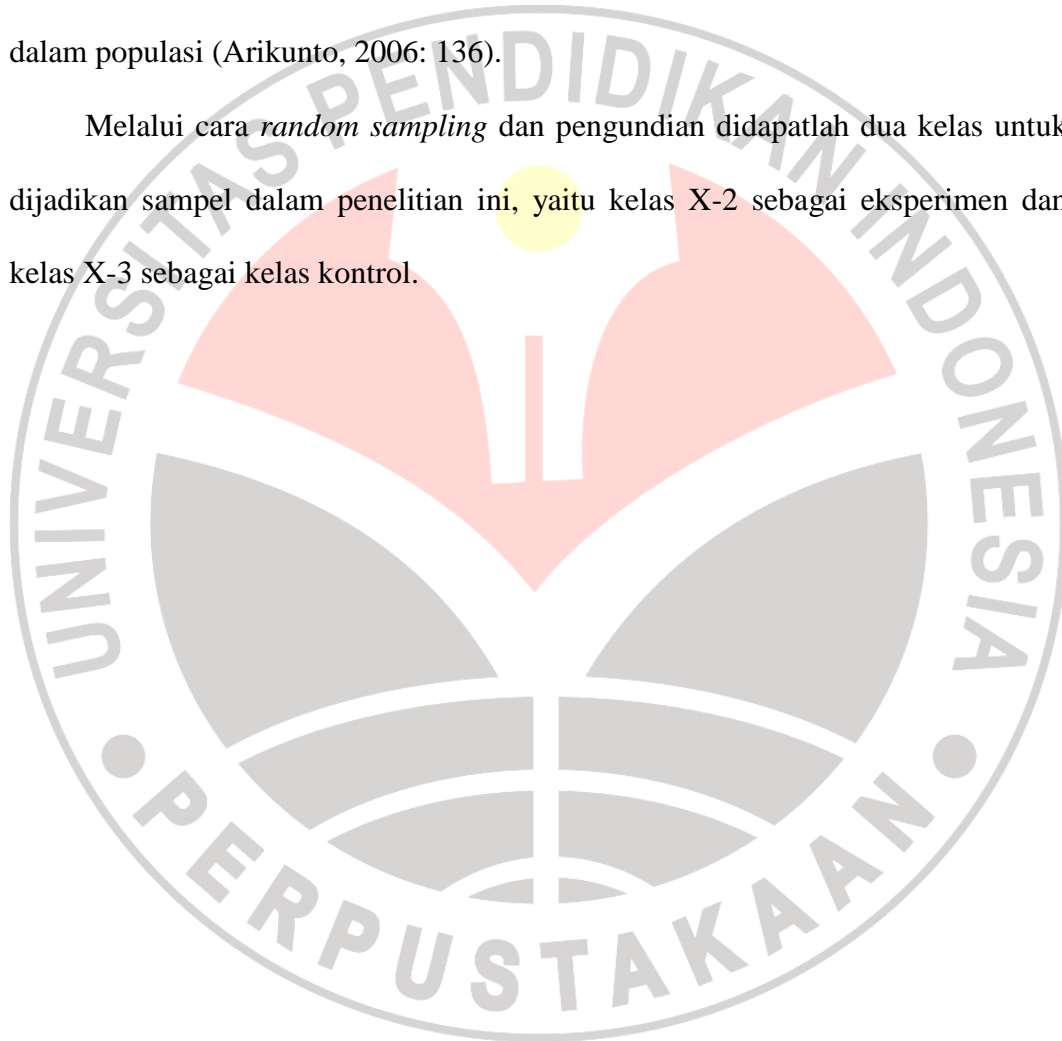 dalam populasi (Arikunto, 2006: 136).
Melalui cara random sampling dan pengundian didapatlah dua kelas untuk
dijadikan sampel dalam penelitian ini, yaitu kelas X-2 sebagai eksperimen dan
kelas X-3 sebagai kelas kontrol.
UNIVERSITAS PENDIDIKAN INDONESIA
PERPUSTAKAAN